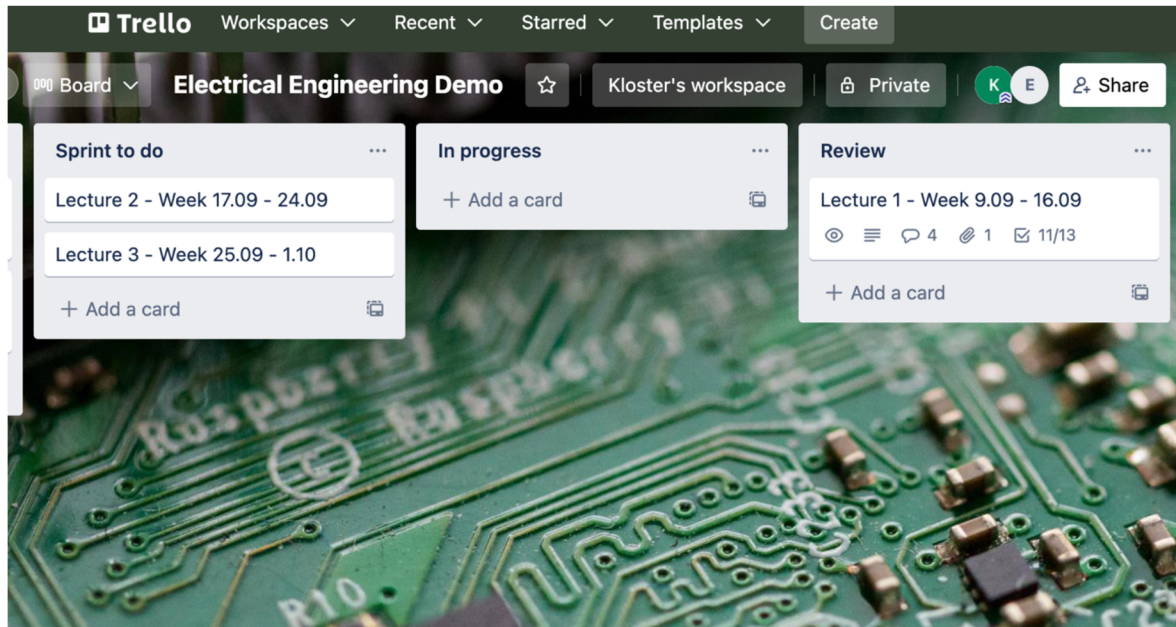 Trello Workspaces Recent Starred Templates Create
Board Electrical Engineering Demo Kloster's workspace Private K E Share
Sprint to do
Lecture 2 - Week 17.09 - 24.09
Lecture 3 - Week 25.09 - 1.10
+ Add a card
In progress
+ Add a card
Review
Lecture 1 - Week 9.09 - 16.09
4 1 11/13
+ Add a card
Raspberry
© Raspberry
R10